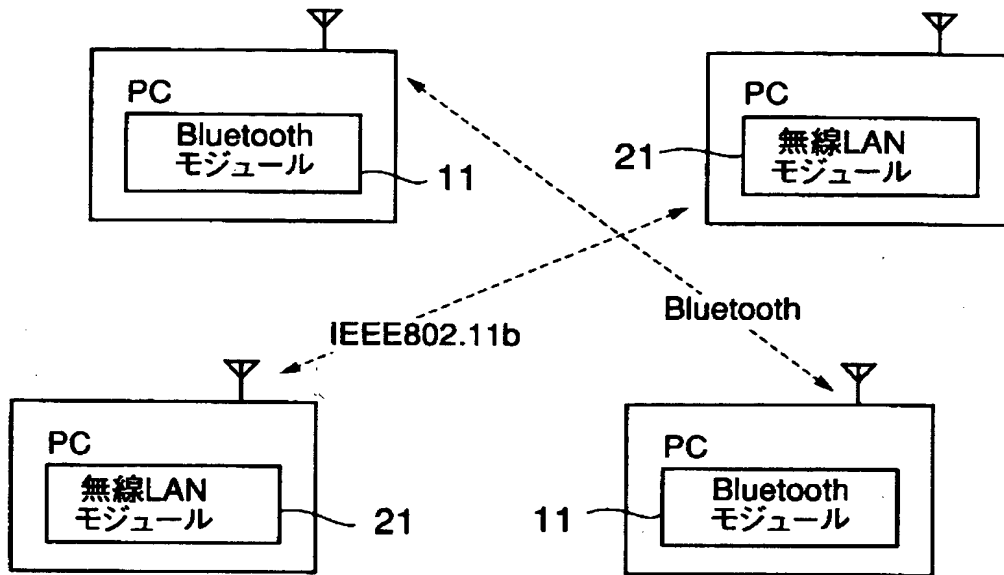 PC
Bluetooth
モジュール
11
PC
無線LAN
モジュール
21
IEEE802.11b
Bluetooth
PC
無線LAN
モジュール
21
PC
Bluetooth
モジュール
11